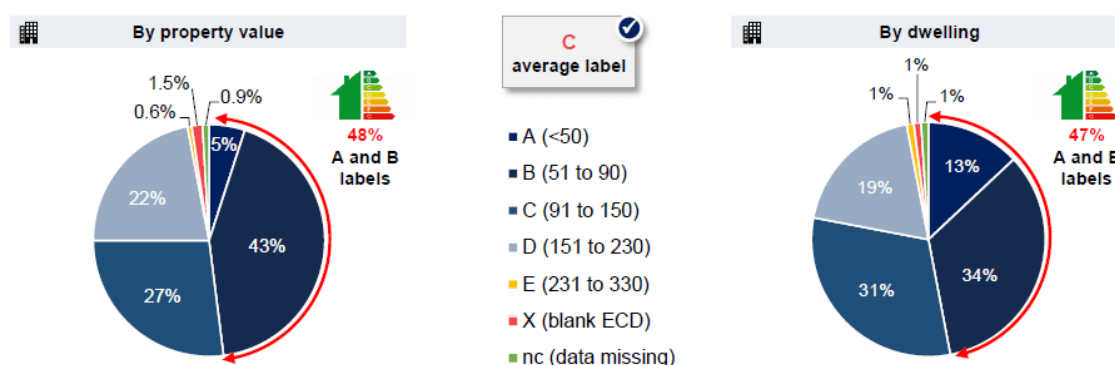 By property value
C
average label
By dwelling
1.5%
0.9%
0.6%
5%
43%
27%
22%
48%
A and B
labels
A (<50)
B (51 to 90)
C (91 to 150)
D (151 to 230)
E (231 to 330)
X (blank ECD)
nc (data missing)
1%
1%
1%
13%
34%
31%
19%
47%
A and B
labels